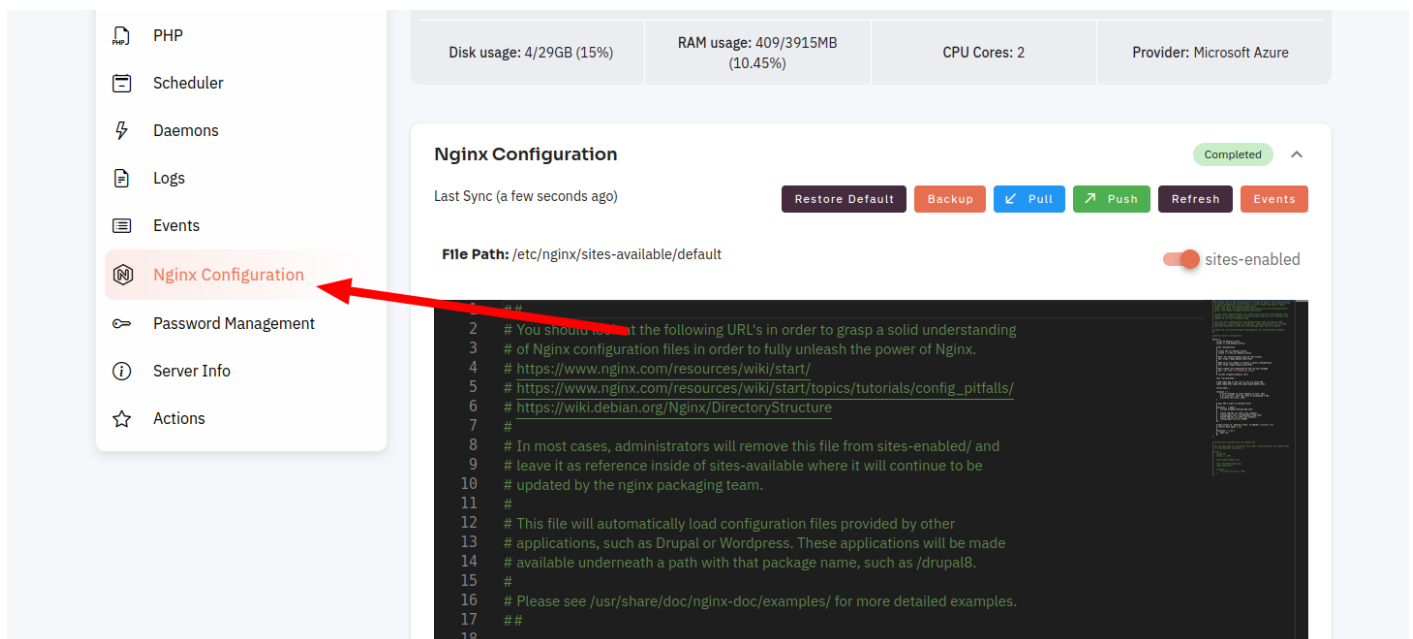 PHP
Scheduler
Daemons
Logs
Events
Nginx Configuration
Password Management
Server Info
Actions
Disk usage: 4/29GB (15%)
RAM usage: 409/3915MB
(10.45%)
CPU Cores: 2
Provider: Microsoft Azure
Nginx Configuration
Completed
Last Sync (a few seconds ago)
Restore Default
Backup
Pull
Push
Refresh
Events
File Path: /etc/nginx/sites-available/default
sites-enabled
1 ##
2 # You should look at the following URL's in order to grasp a solid understanding
3 # of Nginx configuration files in order to fully unleash the power of Nginx.
4 # https://www.nginx.com/resources/wiki/start/
5 # https://www.nginx.com/resources/wiki/start/topics/tutorials/config_pitfalls/
6 # https://wiki.debian.org/Nginx/DirectoryStructure
7 #
8 # In most cases, administrators will remove this file from sites-enabled/ and
9 # leave it as reference inside of sites-available where it will continue to be
10 # updated by the nginx packaging team.
11 #
12 # This file will automatically load configuration files provided by other
13 # applications, such as Drupal or Wordpress. These applications will be made
14 # available underneath a path with that package name, such as /drupal8.
15 #
16 # Please see /usr/share/doc/nginx-doc/examples/ for more detailed examples.
17 ##
18